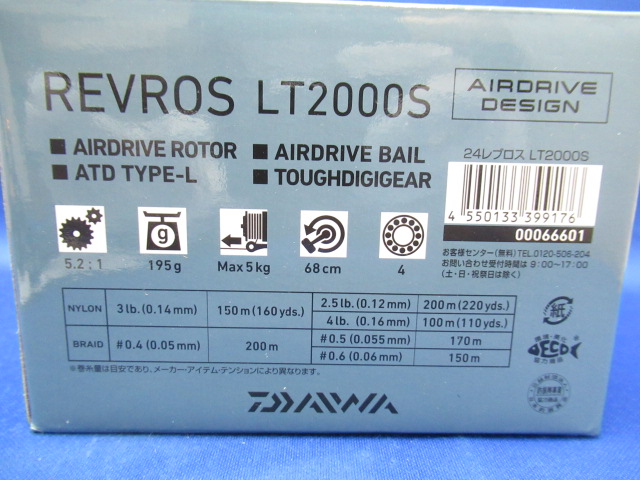 REVROS LT2000S
AIRDRIVE DESIGN
■ AIRDRIVE ROTOR ■ AIRDRIVE BAIL
■ ATD TYPE-L ■ TOUGHDIGIGEAR
24レブロス LT2000S
4 550133 399176
00066601
お客様センター(無料)TEL.0120-506-204
お問い合わせ受付時間は 9:00~17:00
(土・日・祝祭日は除く)
g
5.2:1 195g Max5kg 68cm 4
NYLON 3lb.(0.14mm) 150m(160yds.) 2.5lb.(0.12mm) 200m(220yds.)
4lb. (0.16mm) 100m(110yds.)
BRAID #0.4(0.05mm) 200m #0.5(0.055mm) 170m
#0.6(0.06mm) 150m
※巻糸量は目安であり、メーカー・アイテム・テンションにより異なります。
紙
DAIWA